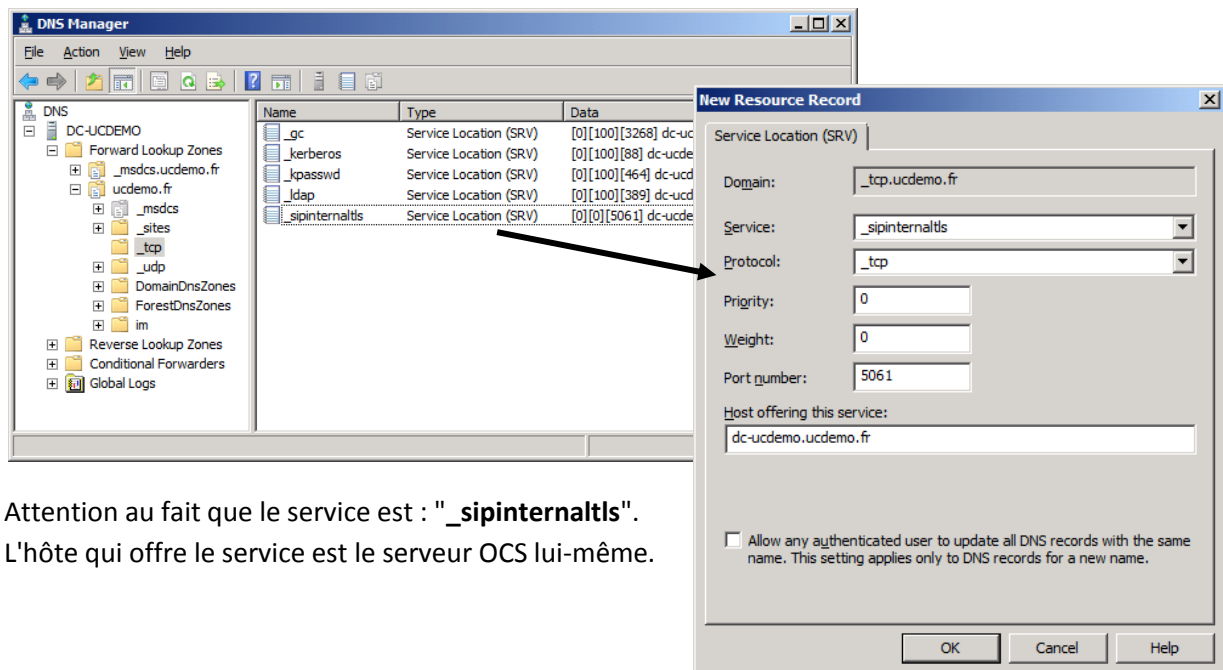 DNS Manager
File Action View Help
DNS
DC-UCDEMO
Forward Lookup Zones
_msdcs.ucdemo.fr
ucdemo.fr
_msdcs
_sites
_tcp
_udp
DomainDnsZones
ForestDnsZones
im
Reverse Lookup Zones
Conditional Forwarders
Global Logs
Name Type Data
_gc Service Location (SRV) [0][100][3268] dc-uc
_kerberos Service Location (SRV) [0][100][88] dc-ucde
_kpasswd Service Location (SRV) [0][100][464] dc-ucd
_ldap Service Location (SRV) [0][100][389] dc-ucd
_sipinternaltls Service Location (SRV) [0][0][5061] dc-ucde
New Resource Record
Service Location (SRV)
Domain: _tcp.ucdemo.fr
Service: _sipinternaltls
Protocol: _tcp
Priority: 0
Weight: 0
Port number: 5061
Host offering this service:
dc-ucdemo.ucdemo.fr
Allow any authenticated user to update all DNS records with the same
name. This setting applies only to DNS records for a new name.
OK Cancel Help
Attention au fait que le service est : "_sipinternaltls".
L'hôte qui offre le service est le serveur OCS lui-même.